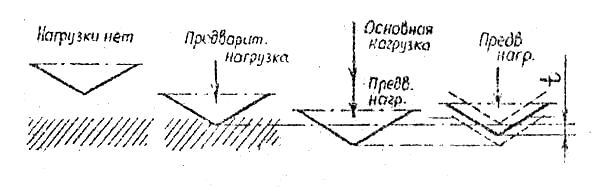 Нагрузки нет
Предварит.
нагрузка
Основная
нагрузка
Предв.
нагр.
Предв.
нагр.
t